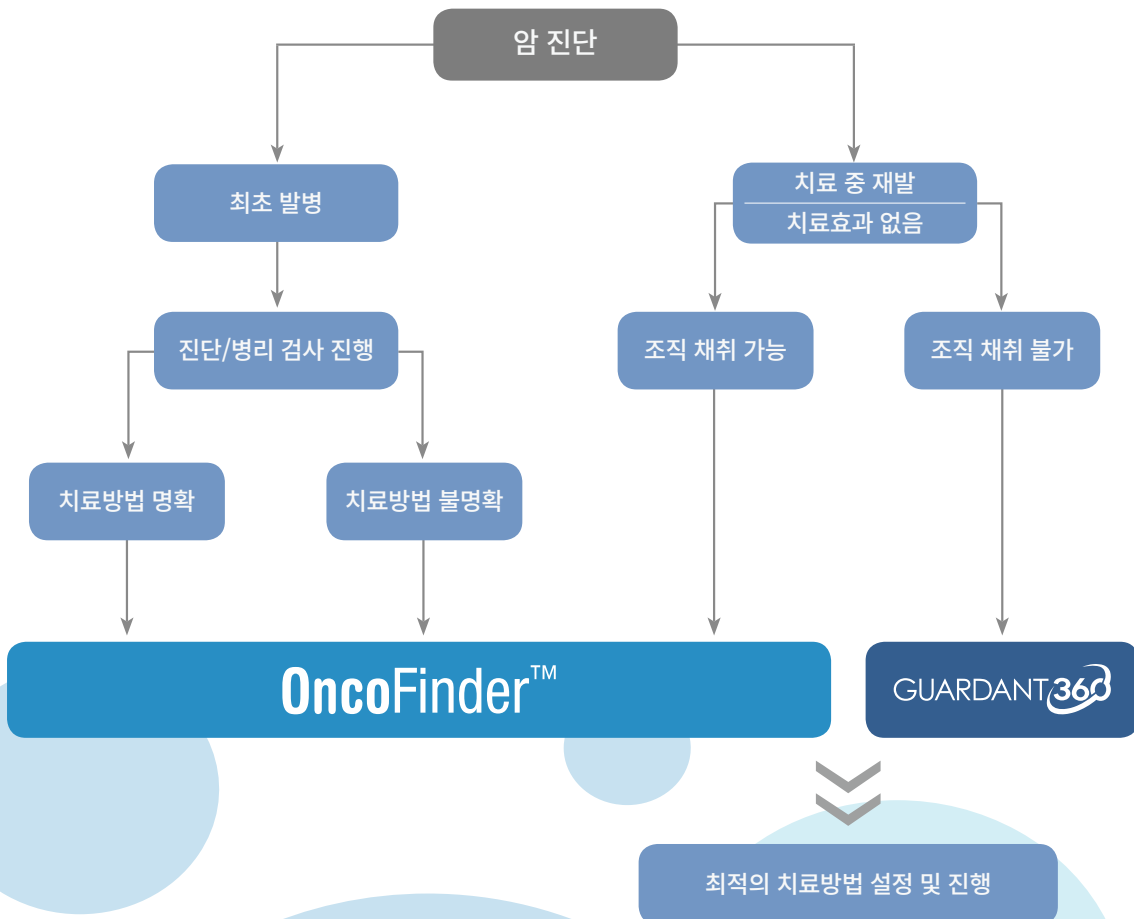 암 진단
최초 발병
치료 중 재발
치료효과 없음
진단/병리 검사 진행
조직 채취 가능
조직 채취 불가
치료방법 명확
치료방법 불명확
OncoFinder™
GUARDANT360
최적의 치료방법 설정 및 진행